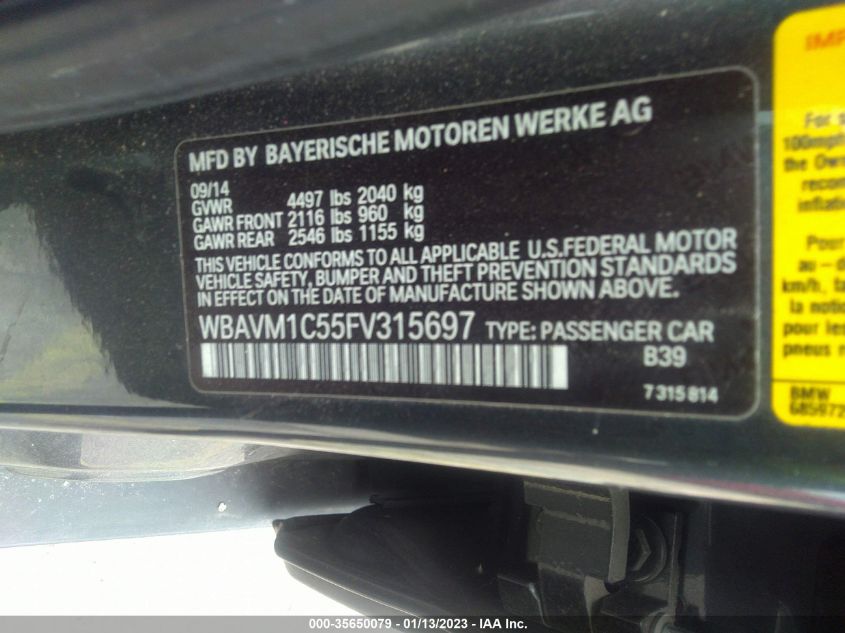 MFD BY BAYERISCHE MOTOREN WERKE AG
09/14
GVWR 4497 lbs 2040 kg
GAWR FRONT 2116 lbs 960 kg
GAWR REAR 2546 lbs 1155 kg
THIS VEHICLE CONFORMS TO ALL APPLICABLE U.S.FEDERAL MOTOR
VEHICLE SAFETY, BUMPER AND THEFT PREVENTION STANDARDS
IN EFFECT ON THE DATE OF MANUFACTURE SHOWN ABOVE.
WBAVM1C55FV315697 TYPE: PASSENGER CAR
B39
7315814
IMP
For s
100mph
the Own
recom
inflati
Pour
au-d
km/h, fa
la notic
pour les
pneus r
BMW
685972
000-35650079 - 01/13/2023 - IAA Inc.